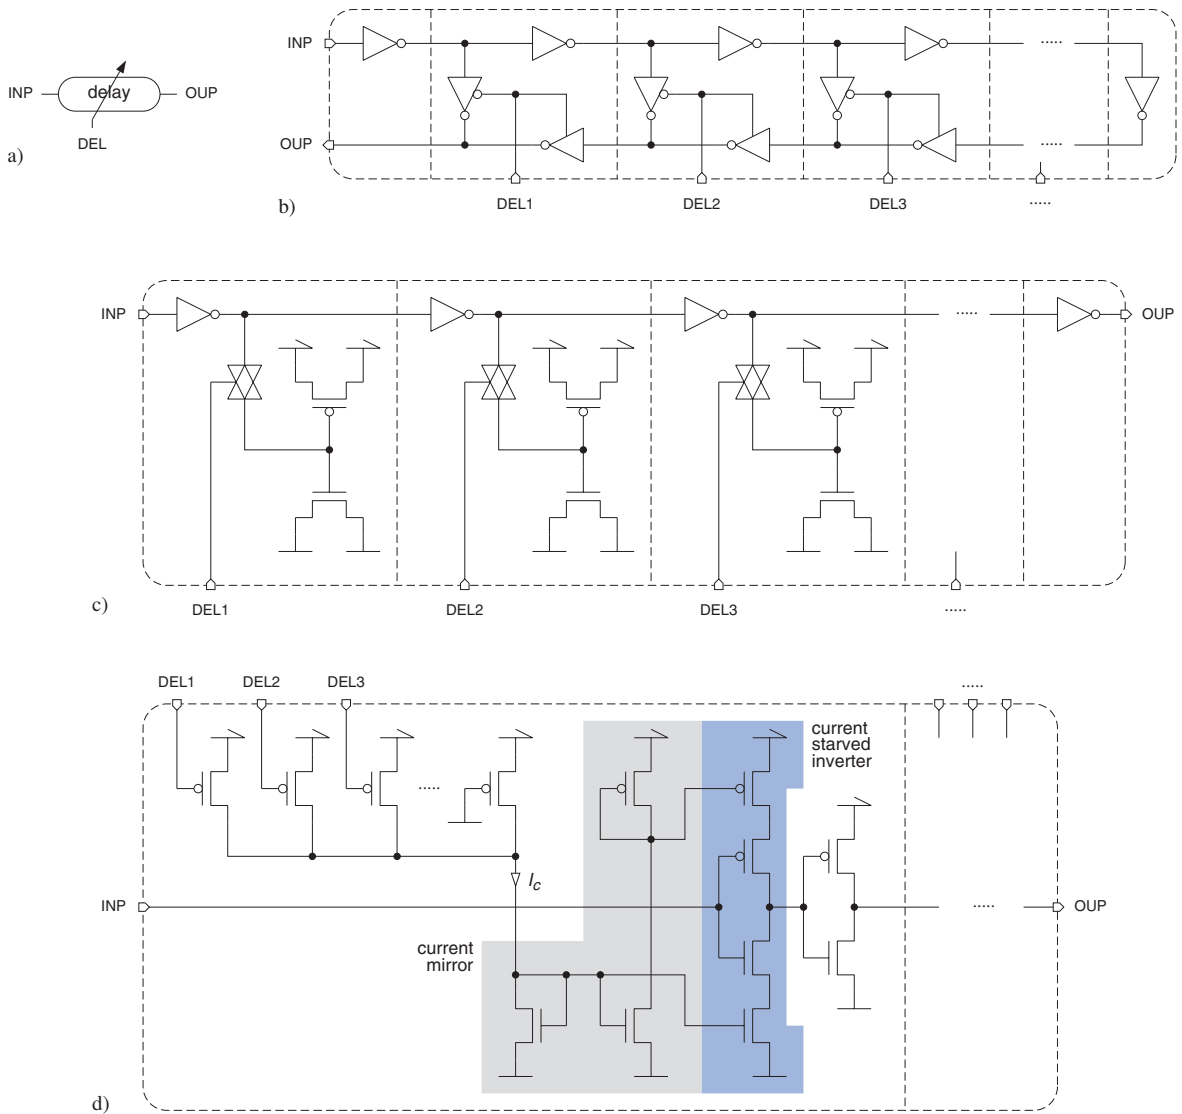 INP
delay
OUP
DEL
a)
INP
OUP
.....
.....
DEL1
DEL2
DEL3
.....
b)
INP
.....
OUP
DEL1
DEL2
DEL3
.....
c)
DEL1
DEL2
DEL3
.....
current
starved
inverter
.....
Ic
INP
.....
OUP
current
mirror
d)